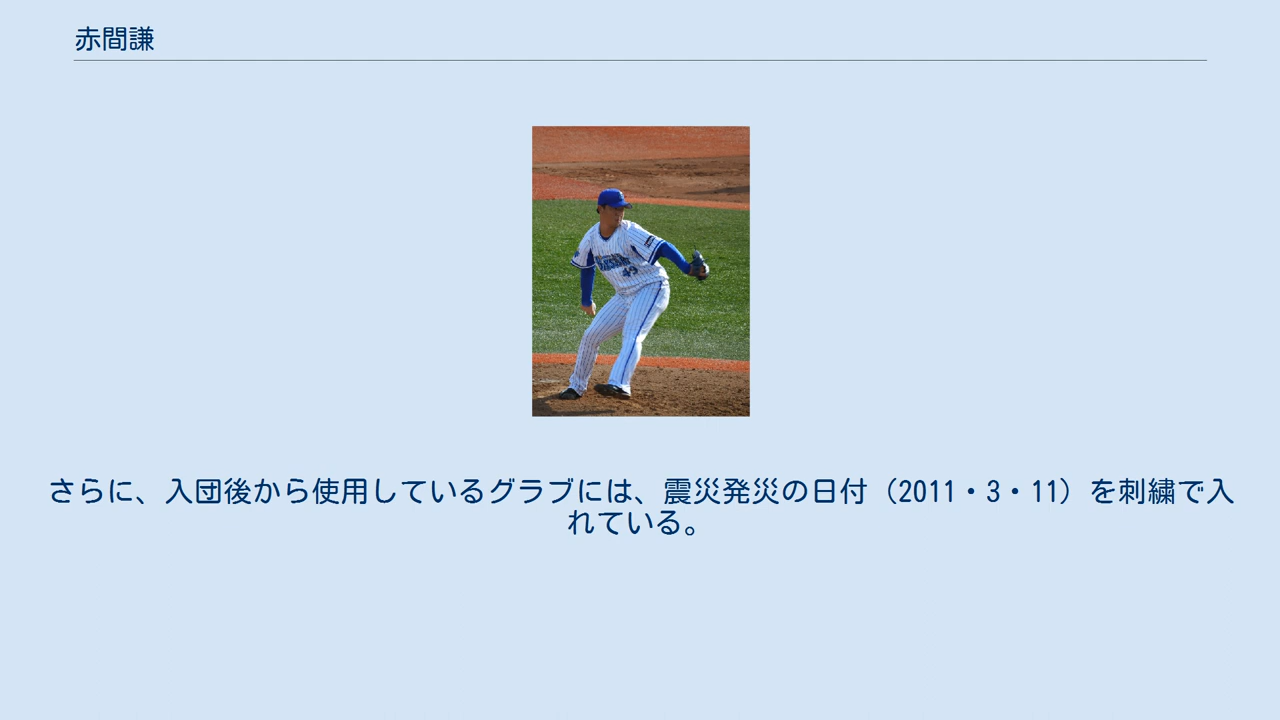 赤間謙
49
さらに、入団後から使用しているグラブには、震災発災の日付（2011・3・11）を刺繍で入
れている。